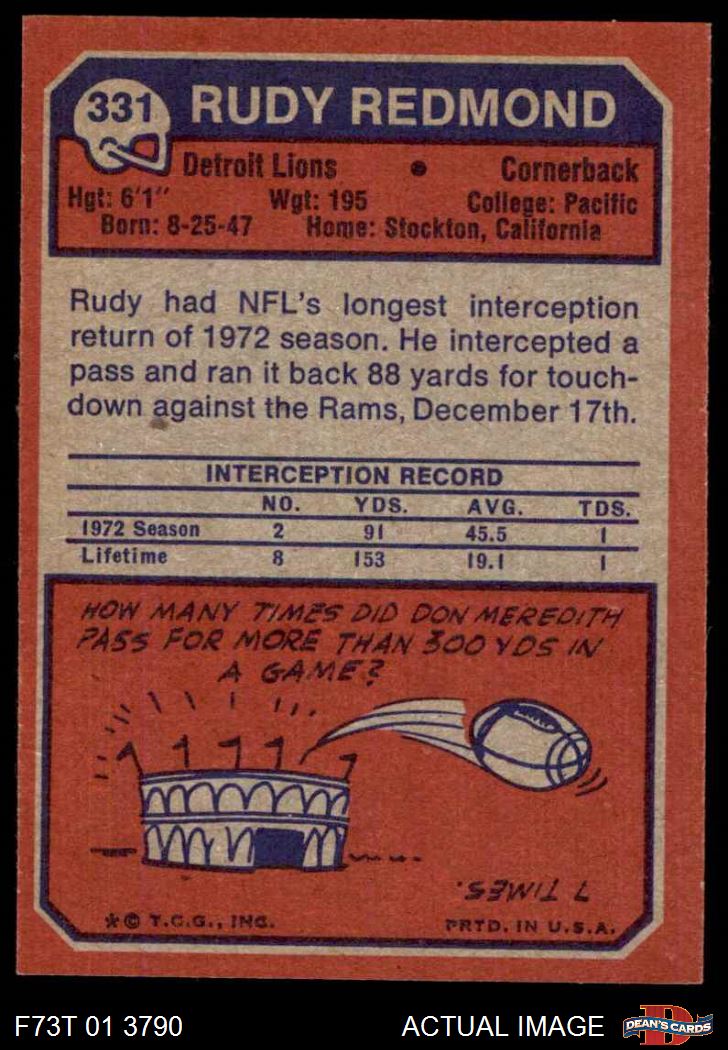 331 RUDY REDMOND
Detroit Lions • Cornerback
Hgt: 6'1" Wgt: 195 College: Pacific
Born: 8-25-47 Home: Stockton, California
Rudy had NFL's longest interception
return of 1972 season. He intercepted a
pass and ran it back 88 yards for touch-
down against the Rams, December 17th.
INTERCEPTION RECORD
NO. YDS. AVG. TDS.
1972 Season 2 91 45.5 1
Lifetime 8 153 19.1 1
HOW MANY TIMES DID DON MEREDITH
PASS FOR MORE THAN 300 YDS IN
A GAME?
7 TIMES.
*© T.C.G., INC. PRTD. IN U.S.A.
F73T 01 3790 ACTUAL IMAGE D DEAN'S CARDS